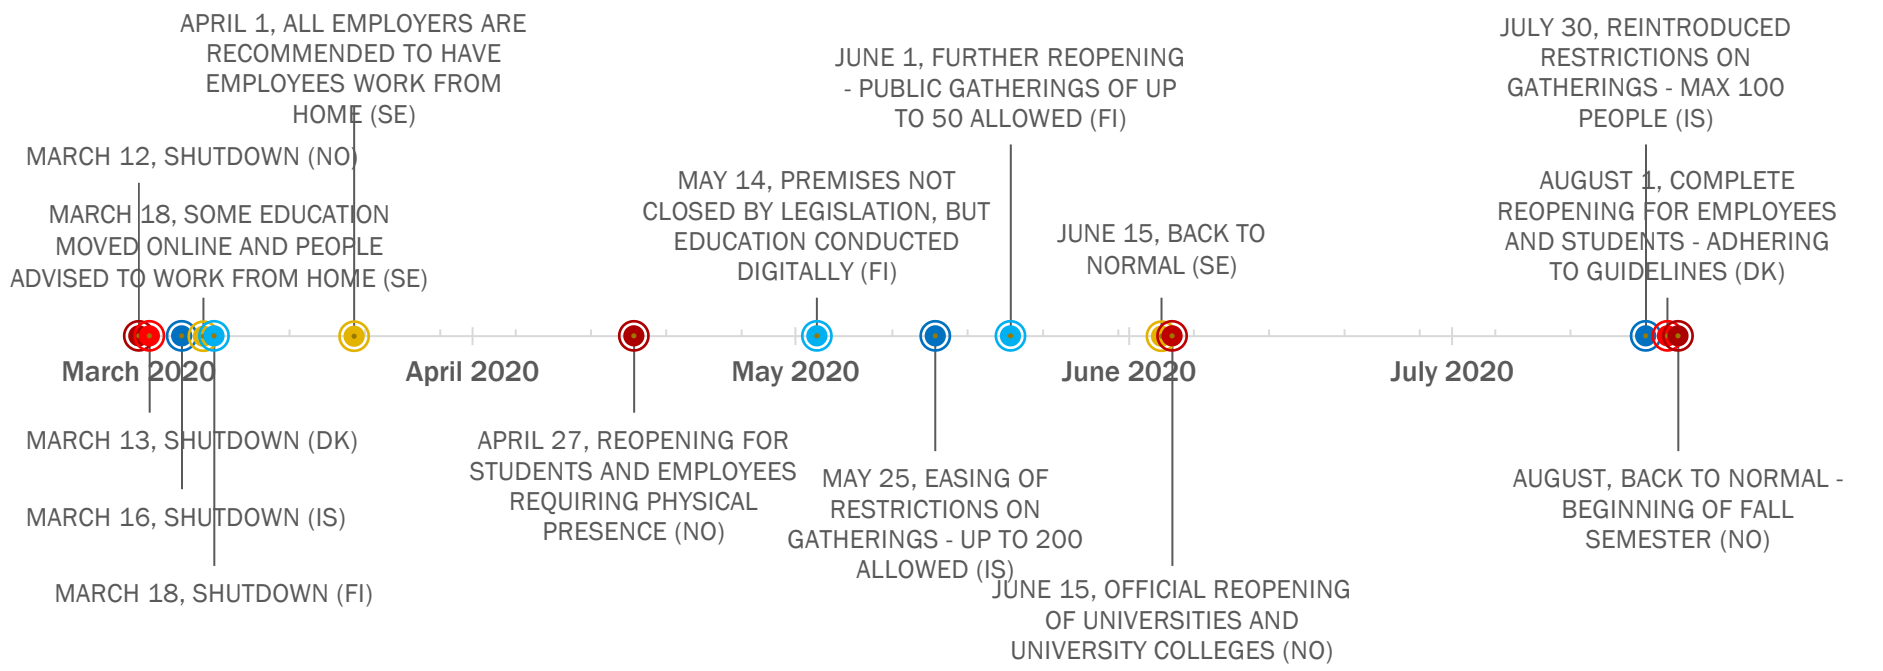 APRIL 1, ALL EMPLOYERS ARE
RECOMMENDED TO HAVE
EMPLOYEES WORK FROM
HOME (SE)
MARCH 12, SHUTDOWN (NO)
MARCH 18, SOME EDUCATION
MOVED ONLINE AND PEOPLE
ADVISED TO WORK FROM HOME (SE)
JUNE 1, FURTHER REOPENING
- PUBLIC GATHERINGS OF UP
TO 50 ALLOWED (FI)
MAY 14, PREMISES NOT
CLOSED BY LEGISLATION, BUT
EDUCATION CONDUCTED
DIGITALLY (FI)
JUNE 15, BACK TO
NORMAL (SE)
JULY 30, REINTRODUCED
RESTRICTIONS ON
GATHERINGS - MAX 100
PEOPLE (IS)
AUGUST 1, COMPLETE
REOPENING FOR EMPLOYEES
AND STUDENTS - ADHERING
TO GUIDELINES (DK)
March 2020
April 2020
May 2020
June 2020
July 2020
MARCH 13, SHUTDOWN (DK)
MARCH 16, SHUTDOWN (IS)
MARCH 18, SHUTDOWN (FI)
APRIL 27, REOPENING FOR
STUDENTS AND EMPLOYEES
REQUIRING PHYSICAL
PRESENCE (NO)
MAY 25, EASING OF
RESTRICTIONS ON
GATHERINGS - UP TO 200
ALLOWED (IS)
JUNE 15, OFFICIAL REOPENING
OF UNIVERSITIES AND
UNIVERSITY COLLEGES (NO)
AUGUST, BACK TO NORMAL -
BEGINNING OF FALL
SEMESTER (NO)